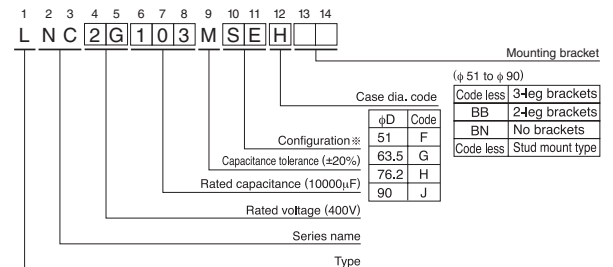 1 2 3 4 5 6 7 8 9 10 11 12 13 14
L N C 2 G 1 0 3 M S E H
Mounting bracket
(φ 51 to φ 90)
Code less 3-leg brackets
BB 2-leg brackets
BN No brackets
Code less Stud mount type
Case dia. code
φD Code
51 F
63.5 G
76.2 H
90 J
Configuration※
Capacitance tolerance (±20%)
Rated capacitance (10000μF)
Rated voltage (400V)
Series name
Type